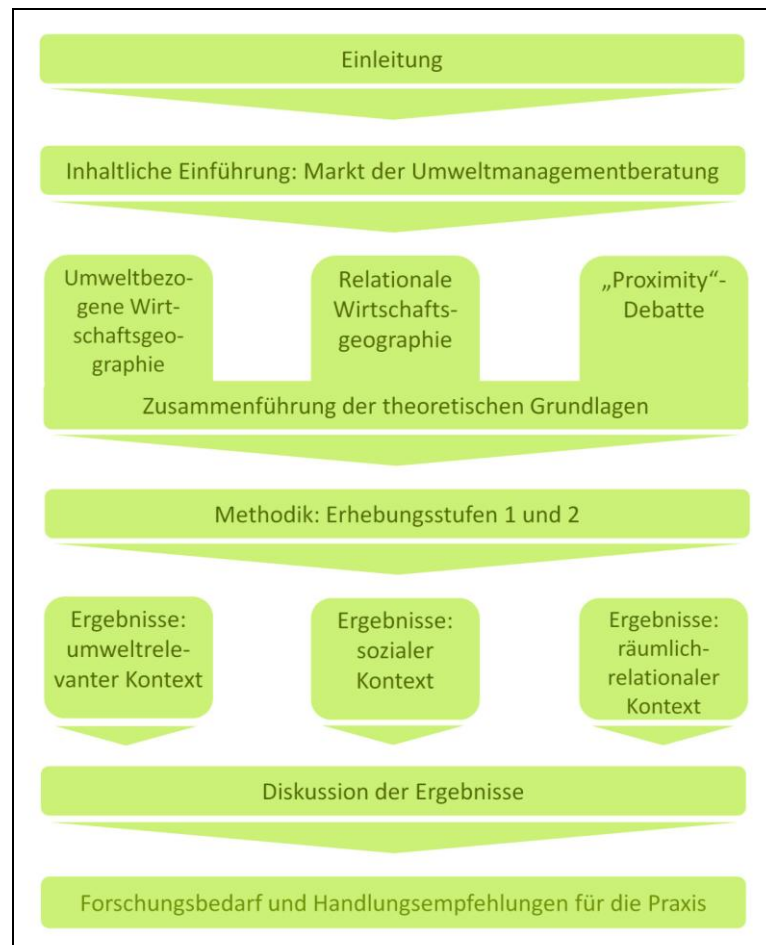 Einleitung
Inhaltliche Einführung: Markt der Umweltmanagementberatung
Umweltbezo-
gene Wirt-
schaftsgeo-
graphie
Relationale
Wirtschafts-
geographie
„Proximity“-
Debatte
Zusammenführung der theoretischen Grundlagen
Methodik: Erhebungsstufen 1 und 2
Ergebnisse:
umweltrele-
vanter Kontext
Ergebnisse:
sozialer
Kontext
Ergebnisse:
räumlich-
relationaler
Kontext
Diskussion der Ergebnisse
Forschungsbedarf und Handlungsempfehlungen für die Praxis